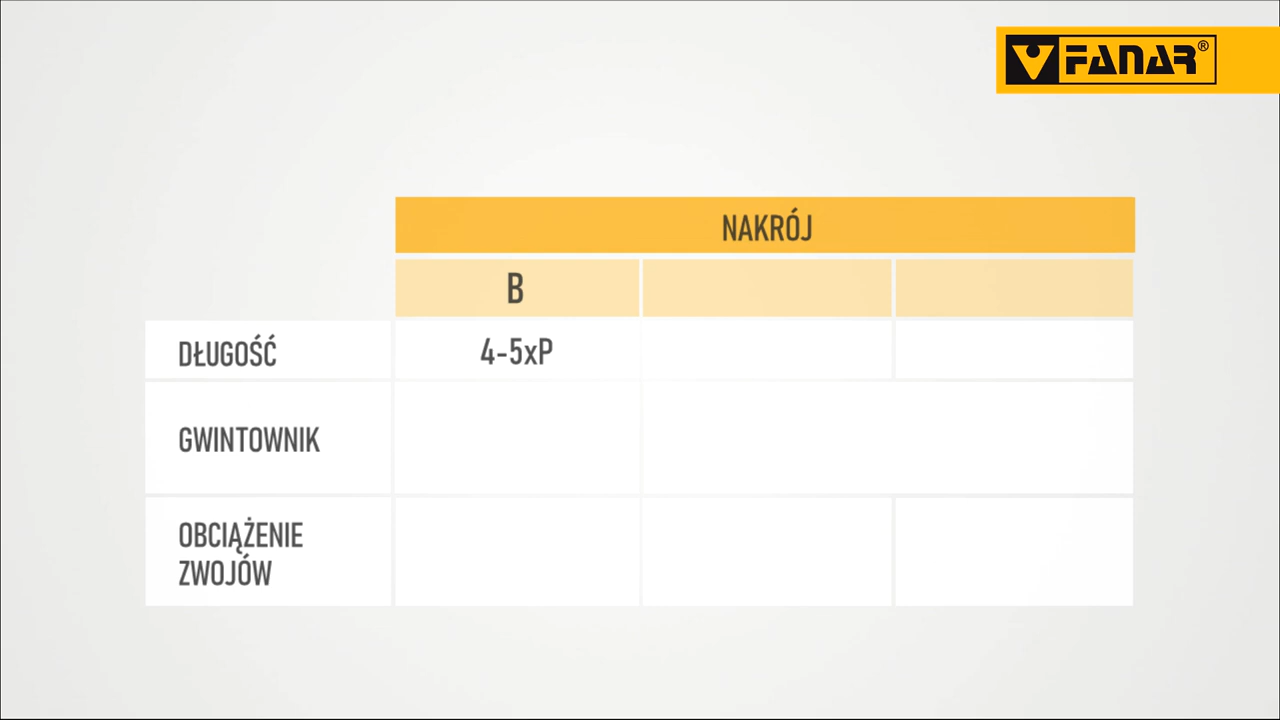 FANAR®
NAKRÓJ
B
DŁUGOŚĆ
4-5xP
GWINTOWNIK
OBCIĄŻENIE
ZWOJÓW